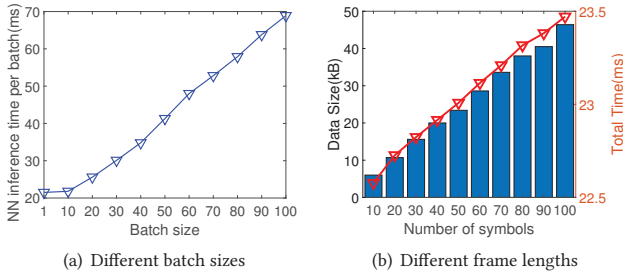 NN inference time per batch(ms)
70
60
50
40
30
20
1 10 20 30 40 50 60 70 80 90 100
Batch size
(a) Different batch sizes
Data Size(kB)
50
40
30
20
10
0
10 20 30 40 50 60 70 80 90 100
Number of symbols
23.5
23
22.5
Total Time(ms)
(b) Different frame lengths